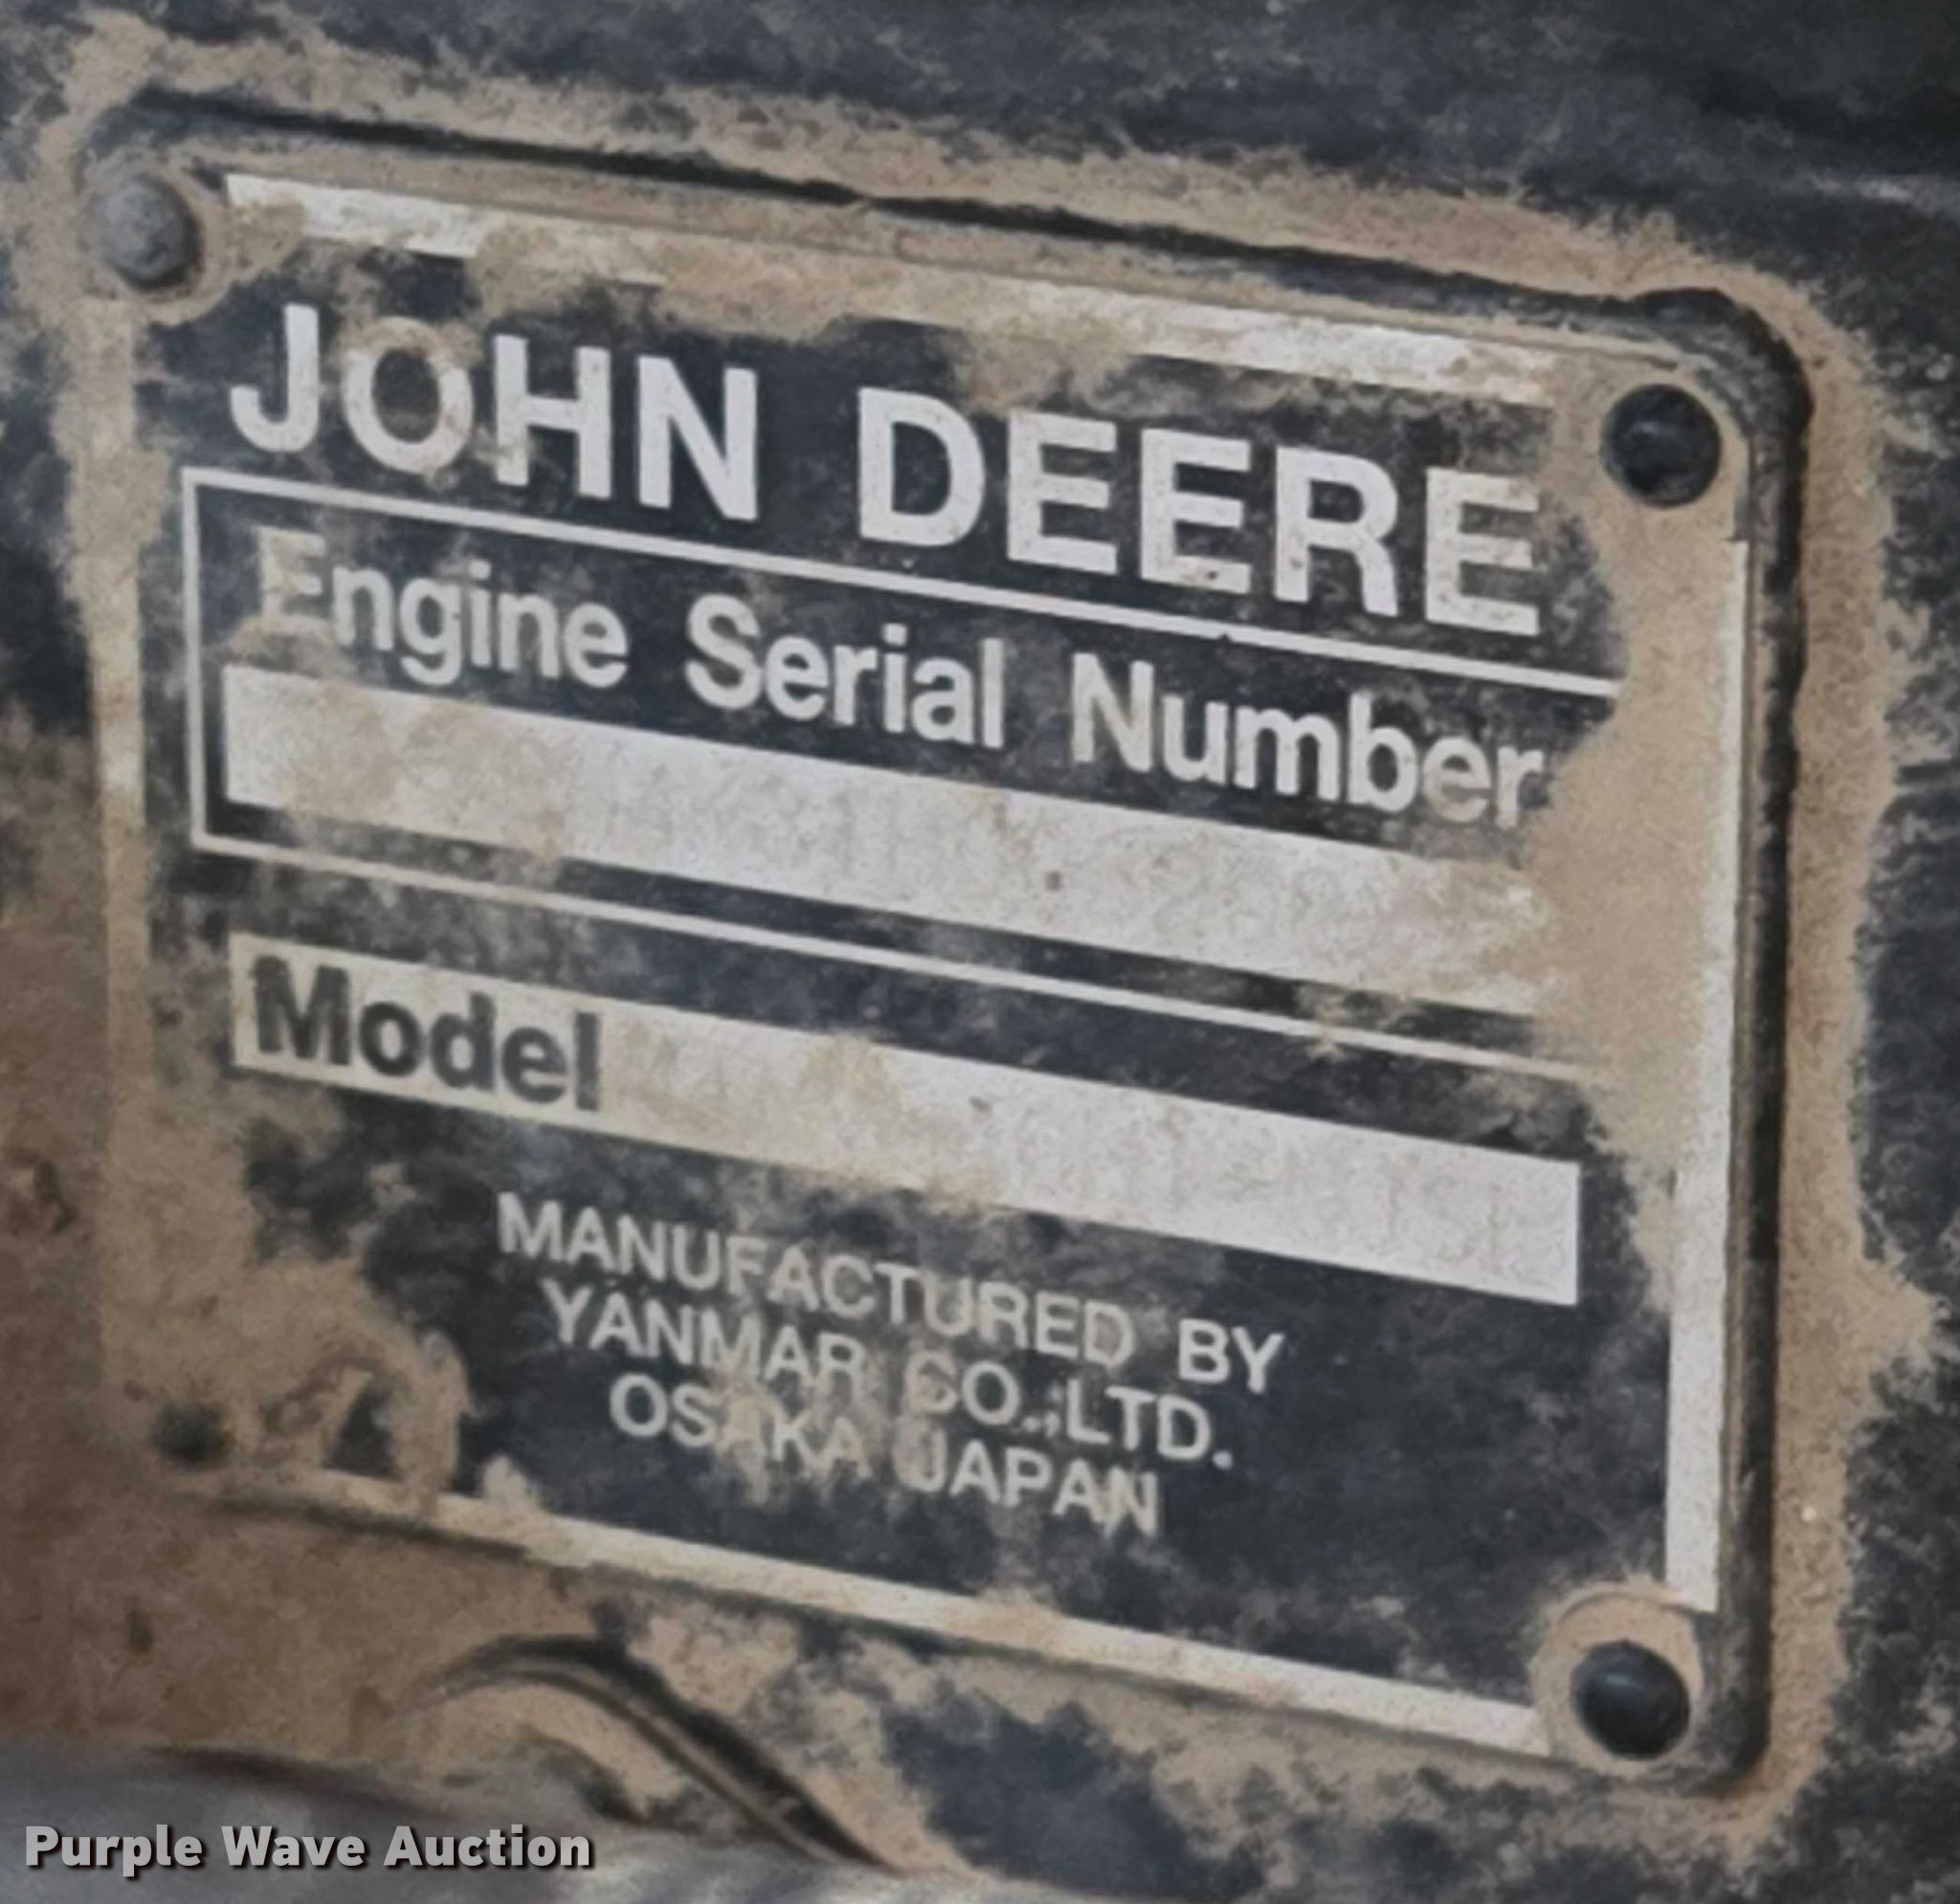 JOHN DEERE
Engine Serial Number
Model
MANUFACTURED BY
YANMAR CO.,LTD.
OSAKA JAPAN
Purple Wave Auction